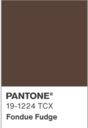 PANTONE®
19-1224 TCX
Fondue Fudge